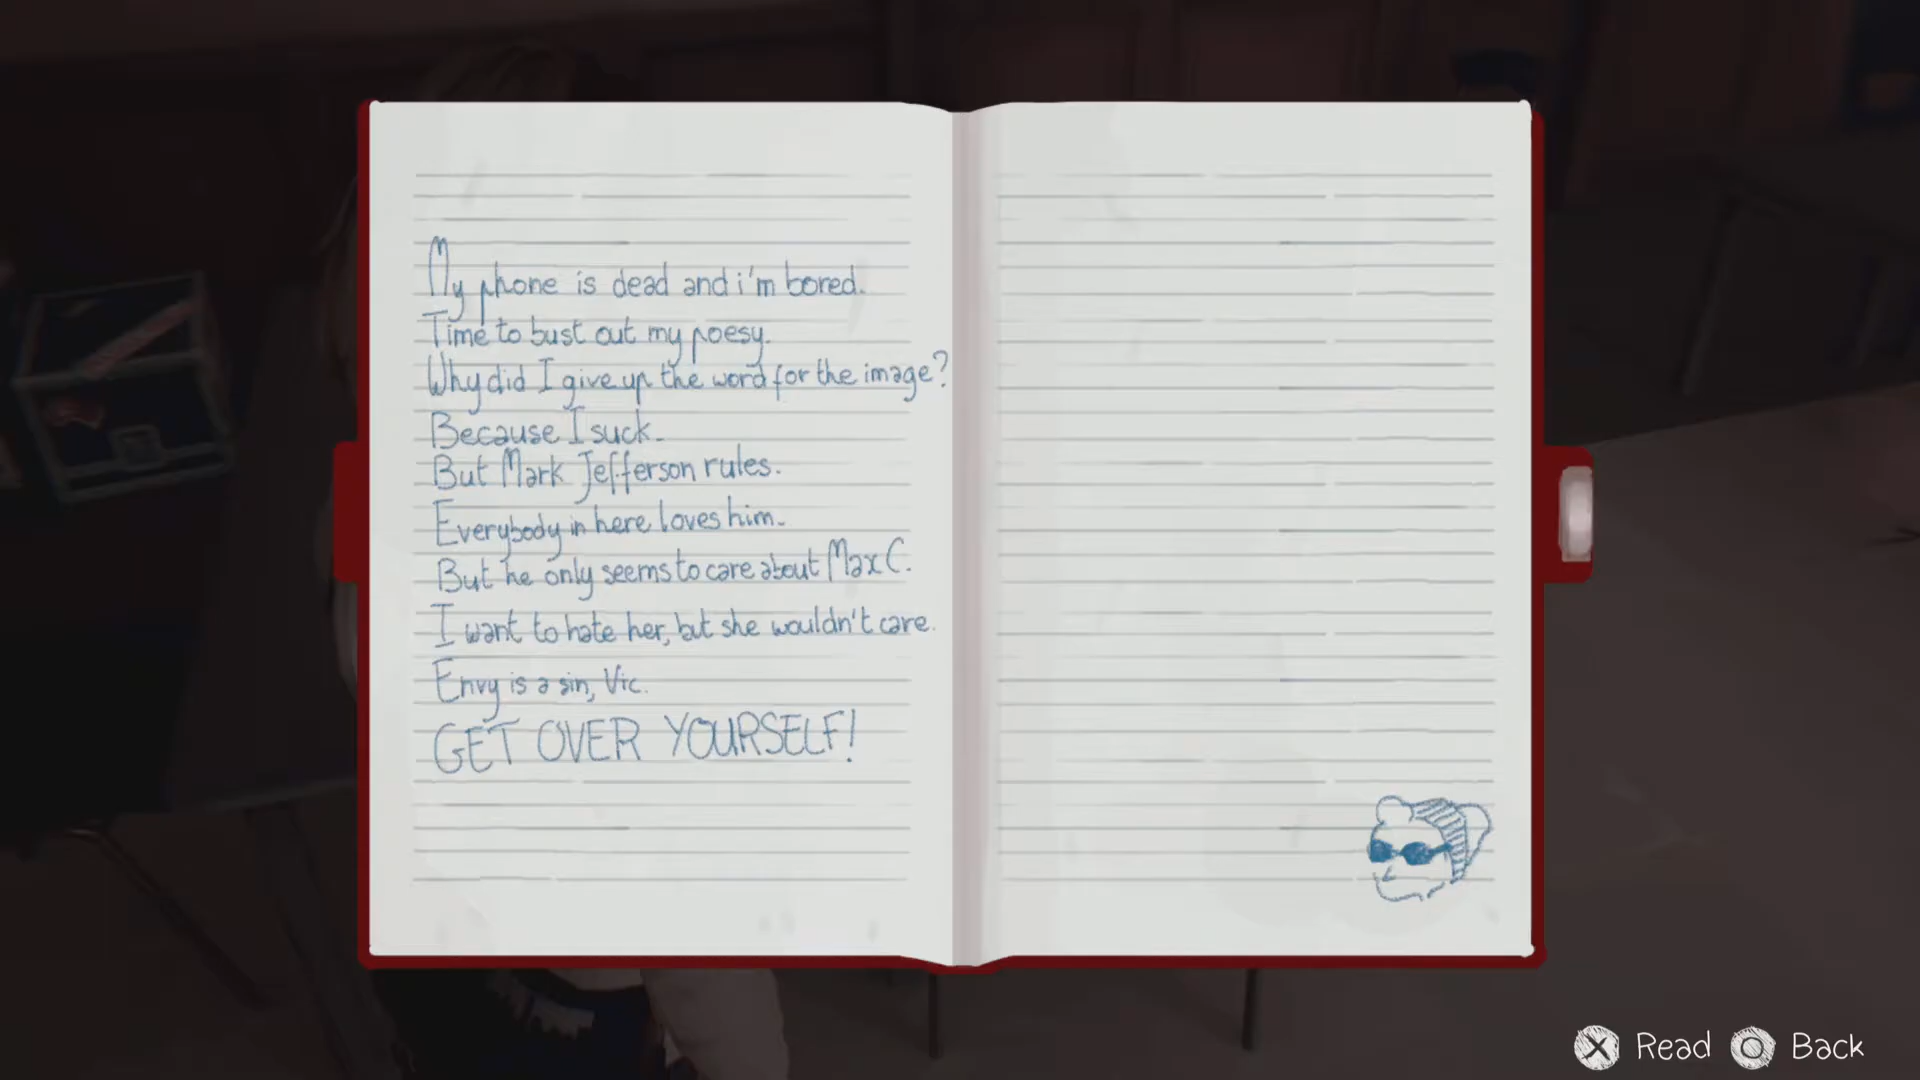 My phone is dead and i'm bored.
Time to bust out my poesy.
Why did I give up the word for the image?
Because I suck.
But Mark Jefferson rules.
Everybody in here loves him.
But he only seems to care about Max C.
I want to hate her, but she wouldn't care.
Envy is a sin, Vic.
GET OVER YOURSELF!
X Read O Back